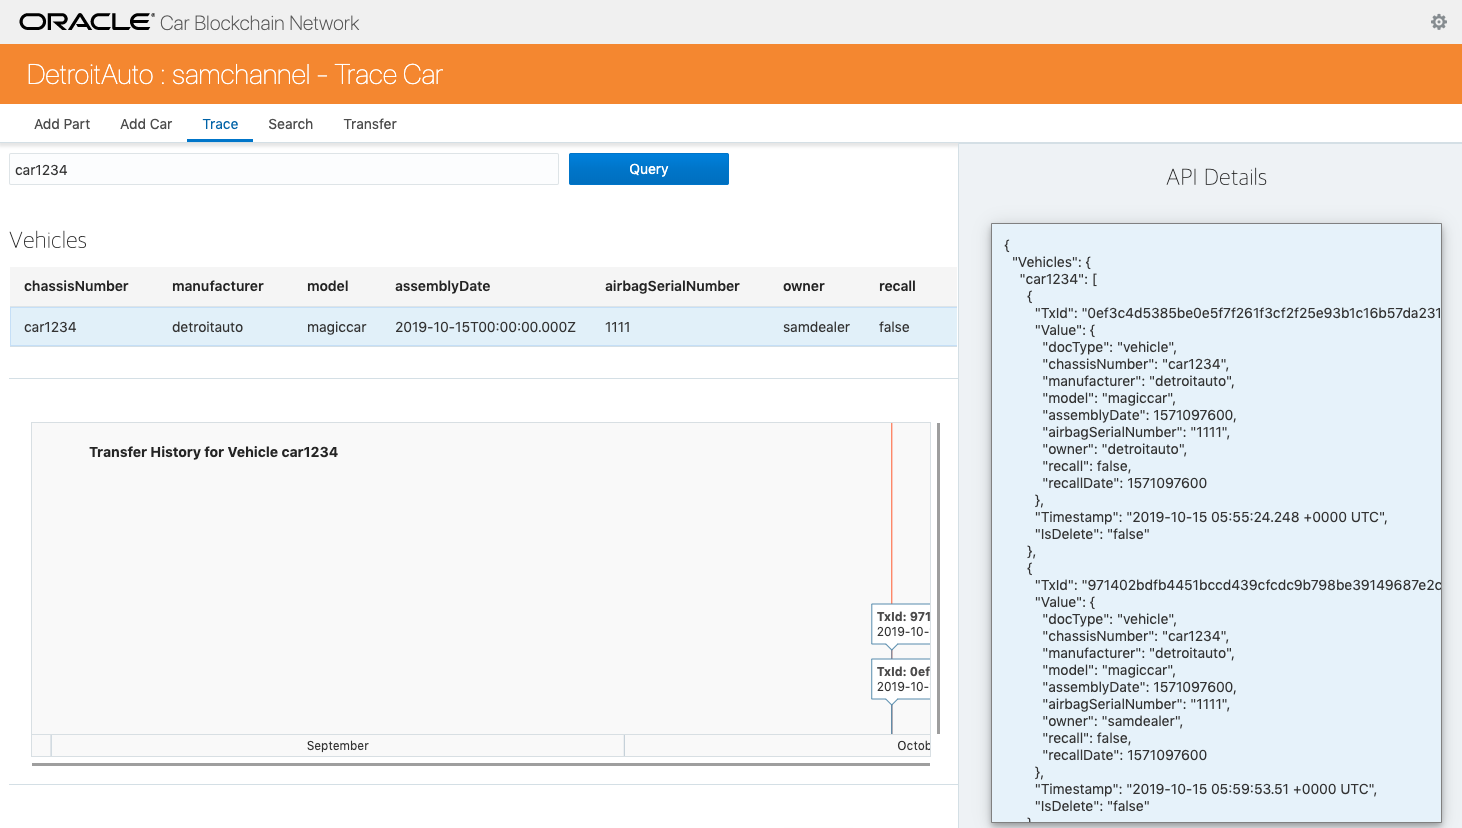 ORACLE® Car Blockchain Network
DetroitAuto : samchannel - Trace Car
Add Part Add Car Trace Search Transfer
car1234 Query
Vehicles
chassisNumber manufacturer model assemblyDate airbagSerialNumber owner recall
car1234 detroitauto magiccar 2019-10-15T00:00:00.000Z 1111 samdealer false
Transfer History for Vehicle car1234
TxId: 971
2019-10-
TxId: 0ef
2019-10-
September Octob
API Details
{
"Vehicles": {
"car1234": [
{
"TxId": "0ef3c4d5385be0e5f7f261f3cf2f25e93b1c16b57da231
"Value": {
"docType": "vehicle",
"chassisNumber": "car1234",
"manufacturer": "detroitauto",
"model": "magiccar",
"assemblyDate": 1571097600,
"airbagSerialNumber": "1111",
"owner": "detroitauto",
"recall": false,
"recallDate": 1571097600
},
"Timestamp": "2019-10-15 05:55:24.248 +0000 UTC",
"IsDelete": "false"
},
{
"TxId": "971402bdfb4451bccd439cfcdc9b798be39149687e2c
"Value": {
"docType": "vehicle",
"chassisNumber": "car1234",
"manufacturer": "detroitauto",
"model": "magiccar",
"assemblyDate": 1571097600,
"airbagSerialNumber": "1111",
"owner": "samdealer",
"recall": false,
"recallDate": 1571097600
},
"Timestamp": "2019-10-15 05:59:53.51 +0000 UTC",
"IsDelete": "false"
}